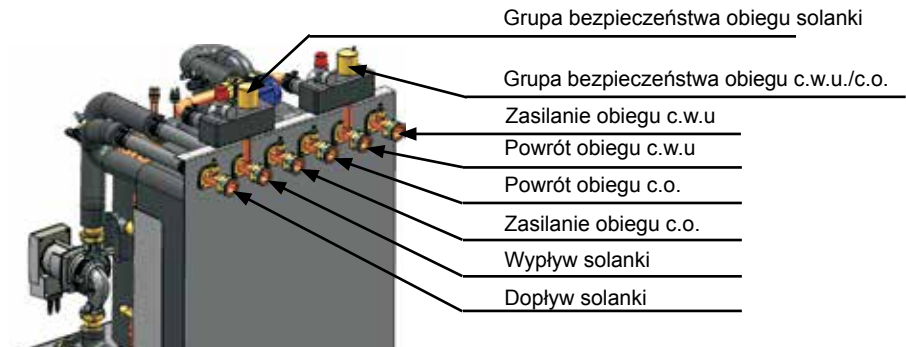 Grupa bezpieczeństwa obiegu solanki
Grupa bezpieczeństwa obiegu c.w.u./c.o.
Zasilanie obiegu c.w.u
Powrót obiegu c.w.u
Powrót obiegu c.o.
Zasilanie obiegu c.o.
Wypływ solanki
Dopływ solanki